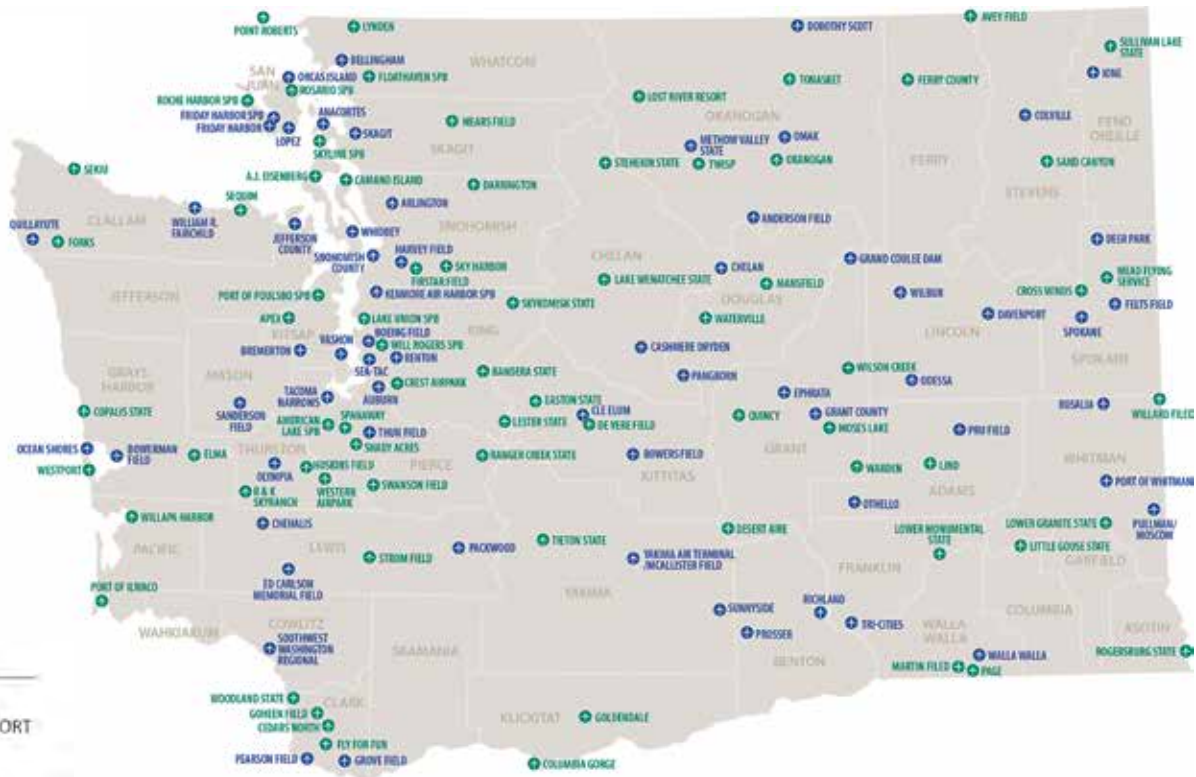 POINT ROBERTS
LYNDEN
DOROTHY SCOTT
AVEY FIELD
SULLIVAN LAKE
STATE
BELLINGHAM
WHATCOM
IONE
SAN
JUAN
ORCAS ISLAND
FLOATHAVEN SPB
TONASKET
FERRY COUNTY
ROSARIO SPB
ROCHE HARBOR SPB
LOST RIVER RESORT
PEND
OREILLE
FRIDAY HARBOR SPB
FRIDAY HARBOR
LOPEZ
ANACORTES
SKAGIT
MEARS FIELD
OKANOGAN
COLVILLE
SKYLINE SPB
SKAGIT
METHOW VALLEY
STATE
OMAK
FERRY
SEKIU
STEHEKIN STATE
TWISP
OKANOGAN
SAND CANYON
A.J. EISENBERG
CAMANO ISLAND
DARRINGTON
STEVENS
SEQUIM
ARLINGTON
CLALLAM
WILLIAM R.
FAIRCHILD
JEFFERSON
COUNTY
SNOHOMISH
ANDERSON FIELD
QUILLAYUTE
FORKS
WHIDBEY
DEER PARK
SNOHOMISH
COUNTY
HARVEY FIELD
FIRSTAR FIELD
SKY HARBOR
CHELAN
CHELAN
GRAND COULEE DAM
MEAD FLYING
SERVICE
JEFFERSON
PORT OF POULSBO SPB
KENMORE AIR HARBOR SPB
LAKE WENATCHEE STATE
MANSFIELD
DOUGLAS
WILBUR
CROSS WINDS
FELTS FIELD
SKYKOMISH STATE
APEX
KITSAP
LAKE UNION SPB
KING
WATERVILLE
LINCOLN
DAVENPORT
SPOKANE
BOEING FIELD
VASHON
WILL ROGERS SPB
BREMERTON
RENTON
CASHMERE DRYDEN
SPOKANE
SEA-TAC
GRAYS
HARBOR
MASON
BANDERA STATE
PANGBORN
WILSON CREEK
ODESSA
TACOMA
NARROWS
AUBURN
CREST AIRPARK
EPHRATA
COPALIS STATE
SANDERSON
FIELD
AMERICAN
LAKE SPB
SPANAWAY
EASTON STATE
CLE ELUM
LESTER STATE
DE VERE FIELD
QUINCY
GRANT COUNTY
MOSES LAKE
ROSALIA
WILLARD FILED
THUN FIELD
PRU FIELD
OCEAN SHORES
BOWERMAN
FIELD
ELMA
THURSTON
SHADY ACRES
GRANT
WESTPORT
OLYMPIA
HOSKINS FIELD
PIERCE
RANGER CREEK STATE
BOWERS FIELD
WARDEN
LIND
WHITMAN
KITTITAS
R & K
SKYRANCH
WESTERN
AIRPARK
SWANSON FIELD
ADAMS
PORT OF WHITMAN
OTHELLO
WILLAPA HARBOR
CHEHALIS
DESERT AIRE
LOWER MONUMENTAL
STATE
LOWER GRANITE STATE
PULLMAN/
MOSCOW
PACIFIC
LEWIS
PACKWOOD
TIETON STATE
STROM FIELD
YAKIMA AIR TERMINAL
/MCALLISTER FIELD
LITTLE GOOSE STATE
GARFIELD
FRANKLIN
PORT OF ILWACO
ED CARLSON
MEMORIAL FIELD
YAKIMA
SUNNYSIDE
RICHLAND
COLUMBIA
WAHKIAKUM
COWLITZ
PROSSER
TRI-CITIES
WALLA
WALLA
ASOTIN
SOUTHWEST
WASHINGTON
REGIONAL
SKAMANIA
BENTON
WALLA WALLA
ROGERSBURG STATE
MARTIN FILED
PAGE
WOODLAND STATE
CLARK
GOHEEN FIELD
KLICKITAT
GOLDENDALE
ORT
CEDARS NORTH
FLY FOR FUN
PEARSON FIELD
GROVE FIELD
COLUMBIA GORGE